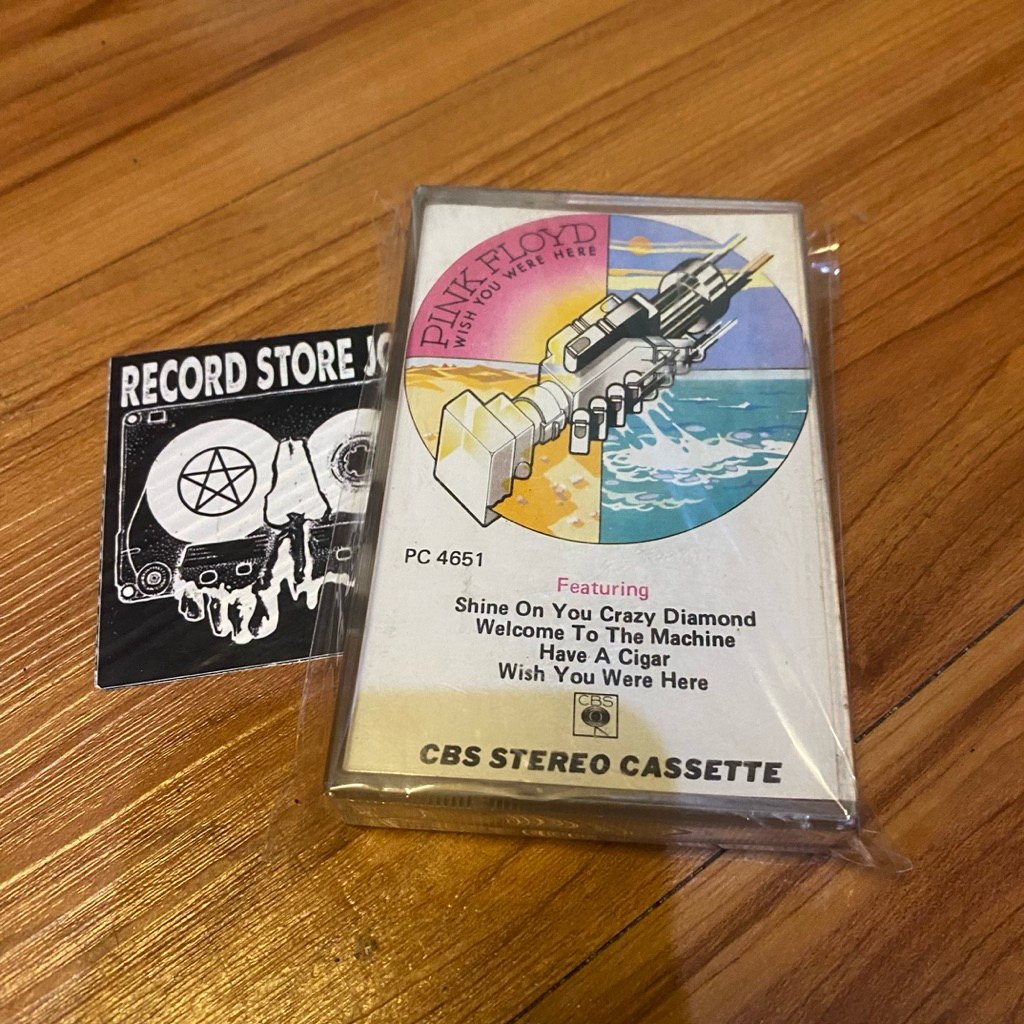 RECORD STORE JO
PINK FLOYD
WISH YOU WERE HERE
PC 4651
Featuring
Shine On You Crazy Diamond
Welcome To The Machine
Have A Cigar
Wish You Were Here
CBS
CBS STEREO CASSETTE